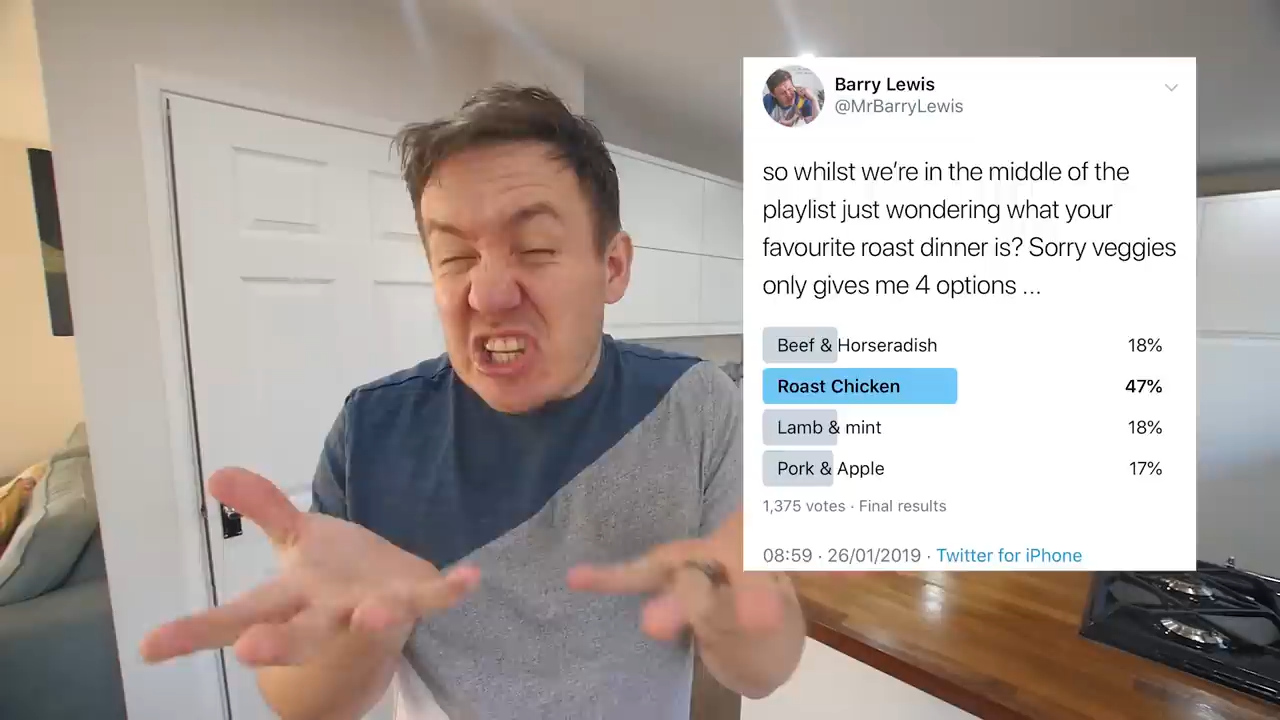 Barry Lewis
@MrBarryLewis
so whilst we're in the middle of the
playlist just wondering what your
favourite roast dinner is? Sorry veggies
only gives me 4 options ...
Beef & Horseradish 18%
Roast Chicken 47%
Lamb & mint 18%
Pork & Apple 17%
1,375 votes · Final results
08:59 · 26/01/2019 · Twitter for iPhone